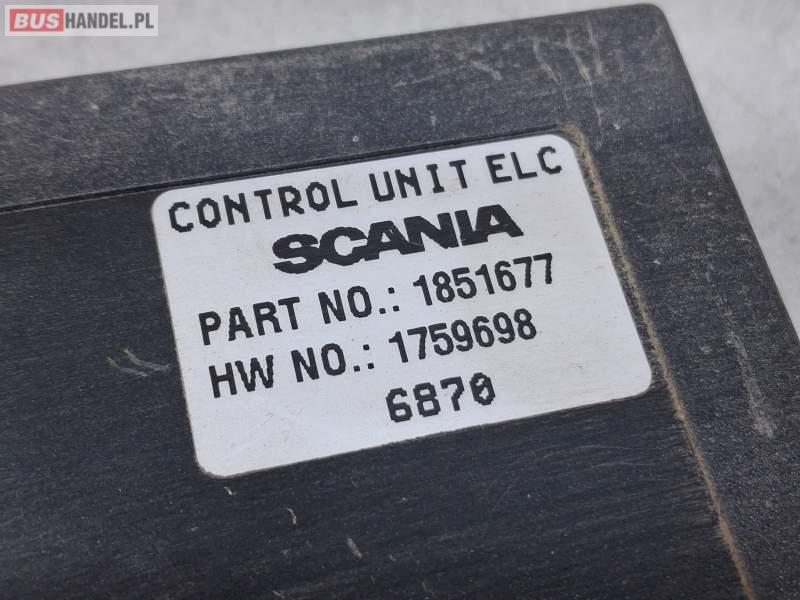 BUSHANDEL.PL
CONTROL UNIT ELC
SCANIA
PART NO.: 1851677
HW NO.: 1759698
6870